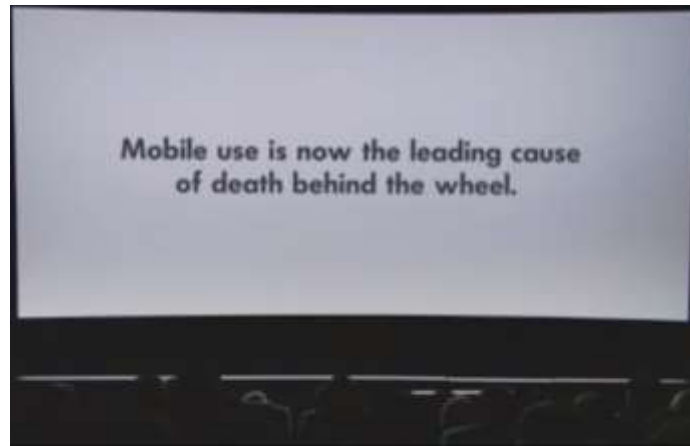 Mobile use is now the leading cause
of death behind the wheel.